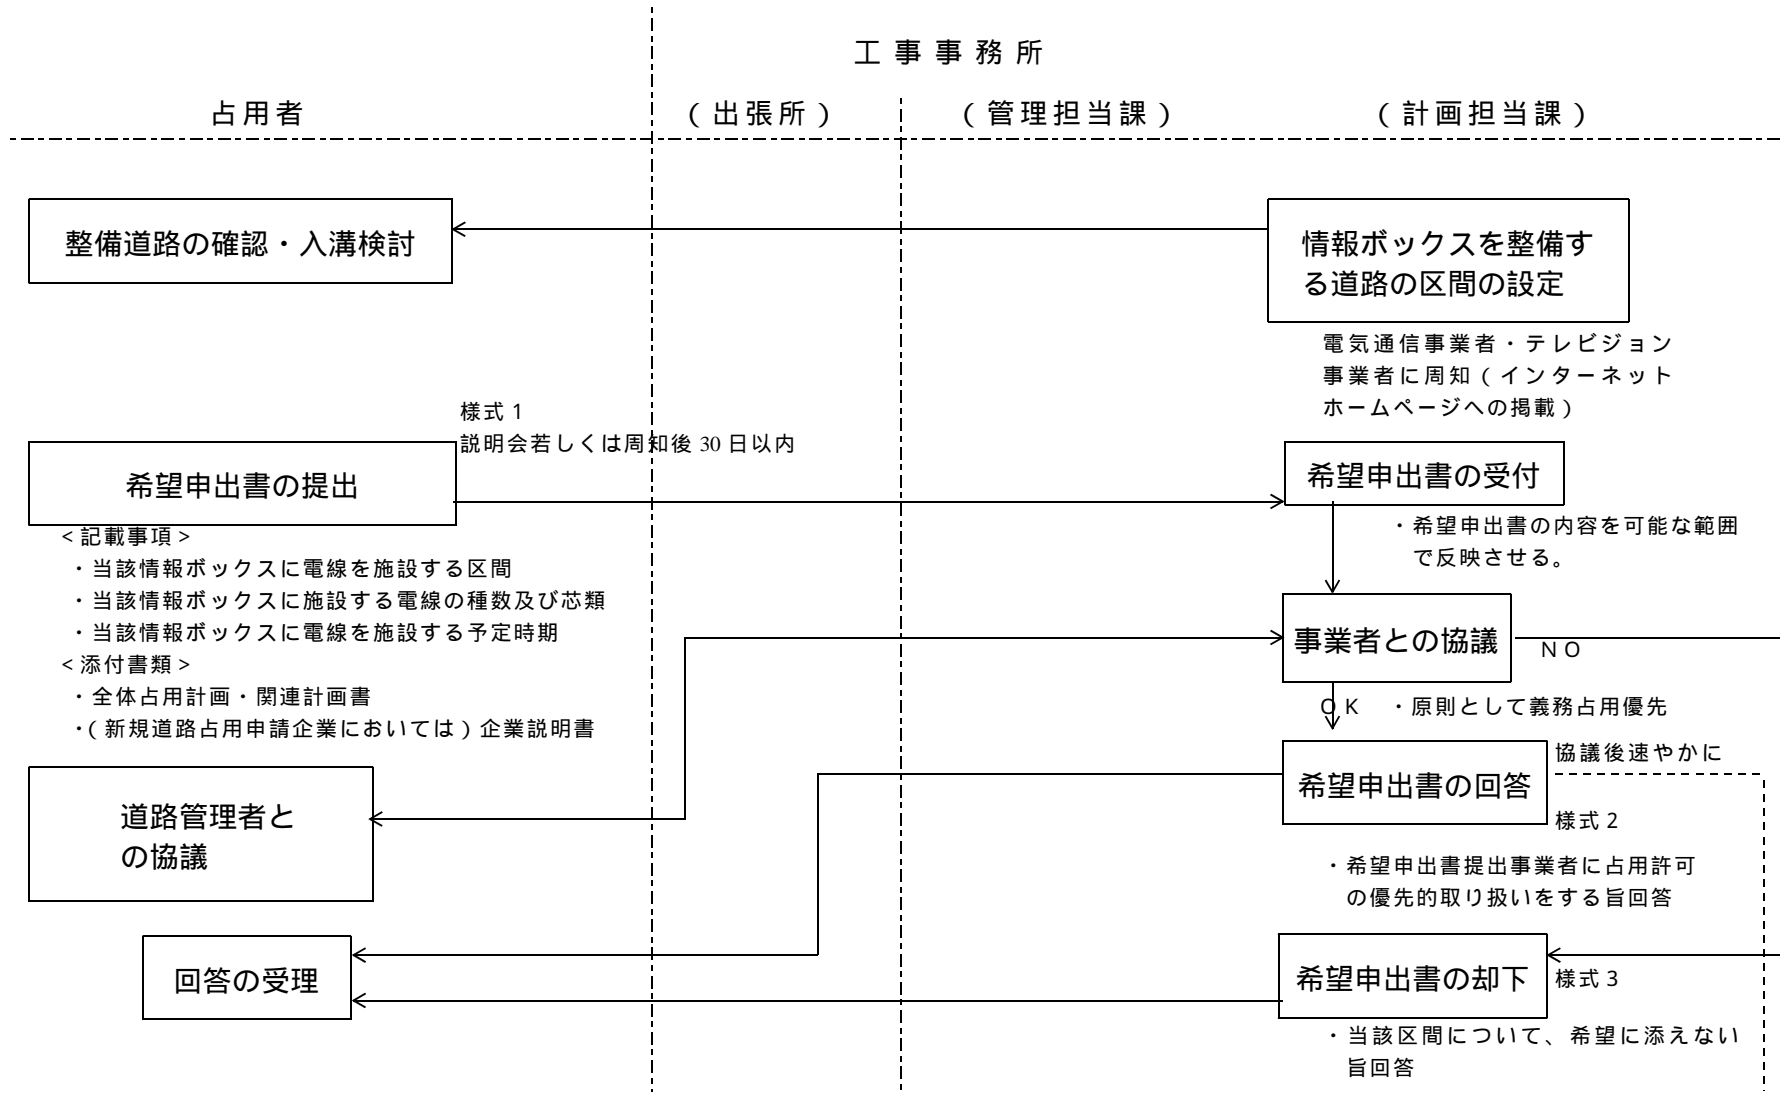 工事事務所
占用者
(出張所)
(管理担当課)
(計画担当課)
整備道路の確認・入溝検討
情報ボックスを整備す
る道路の区間の設定
電気通信事業者・テレビジョン
事業者に周知(インターネット
ホームページへの掲載)
様式1
説明会若しくは周知後30日以内
希望申出書の提出
希望申出書の受付
<記載事項>
・当該情報ボックスに電線を施設する区間
・当該情報ボックスに施設する電線の種数及び芯類
・当該情報ボックスに電線を施設する予定時期
<添付書類>
・全体占用計画・関連計画書
・(新規道路占用申請企業においては)企業説明書
・希望申出書の内容を可能な範囲
で反映させる。
事業者との協議
NO
OK
・原則として義務占用優先
道路管理者と
の協議
希望申出書の回答
協議後速やかに
様式2
・希望申出書提出事業者に占用許可
の優先的取り扱いをする旨回答
回答の受理
希望申出書の却下
様式3
・当該区間について、希望に添えない
旨回答